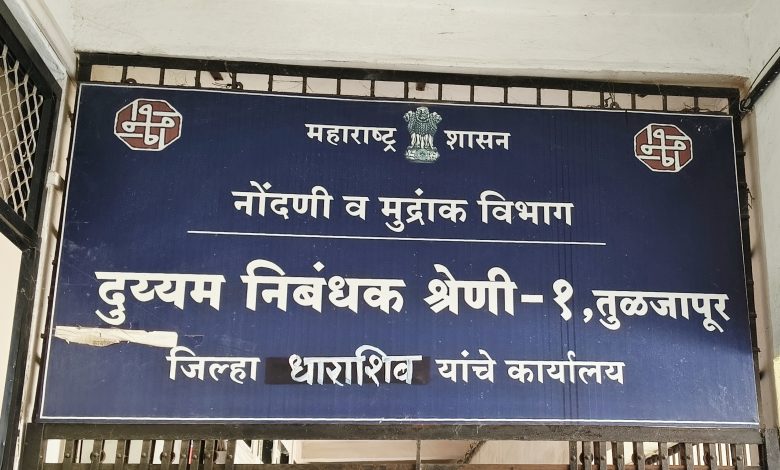 महाराष्ट्र शासन
नोंदणी व मुद्रांक विभाग
दुय्यम निबंधक श्रेणी-१, तुळजापूर
जिल्हा धाराशिव यांचे कार्यालय